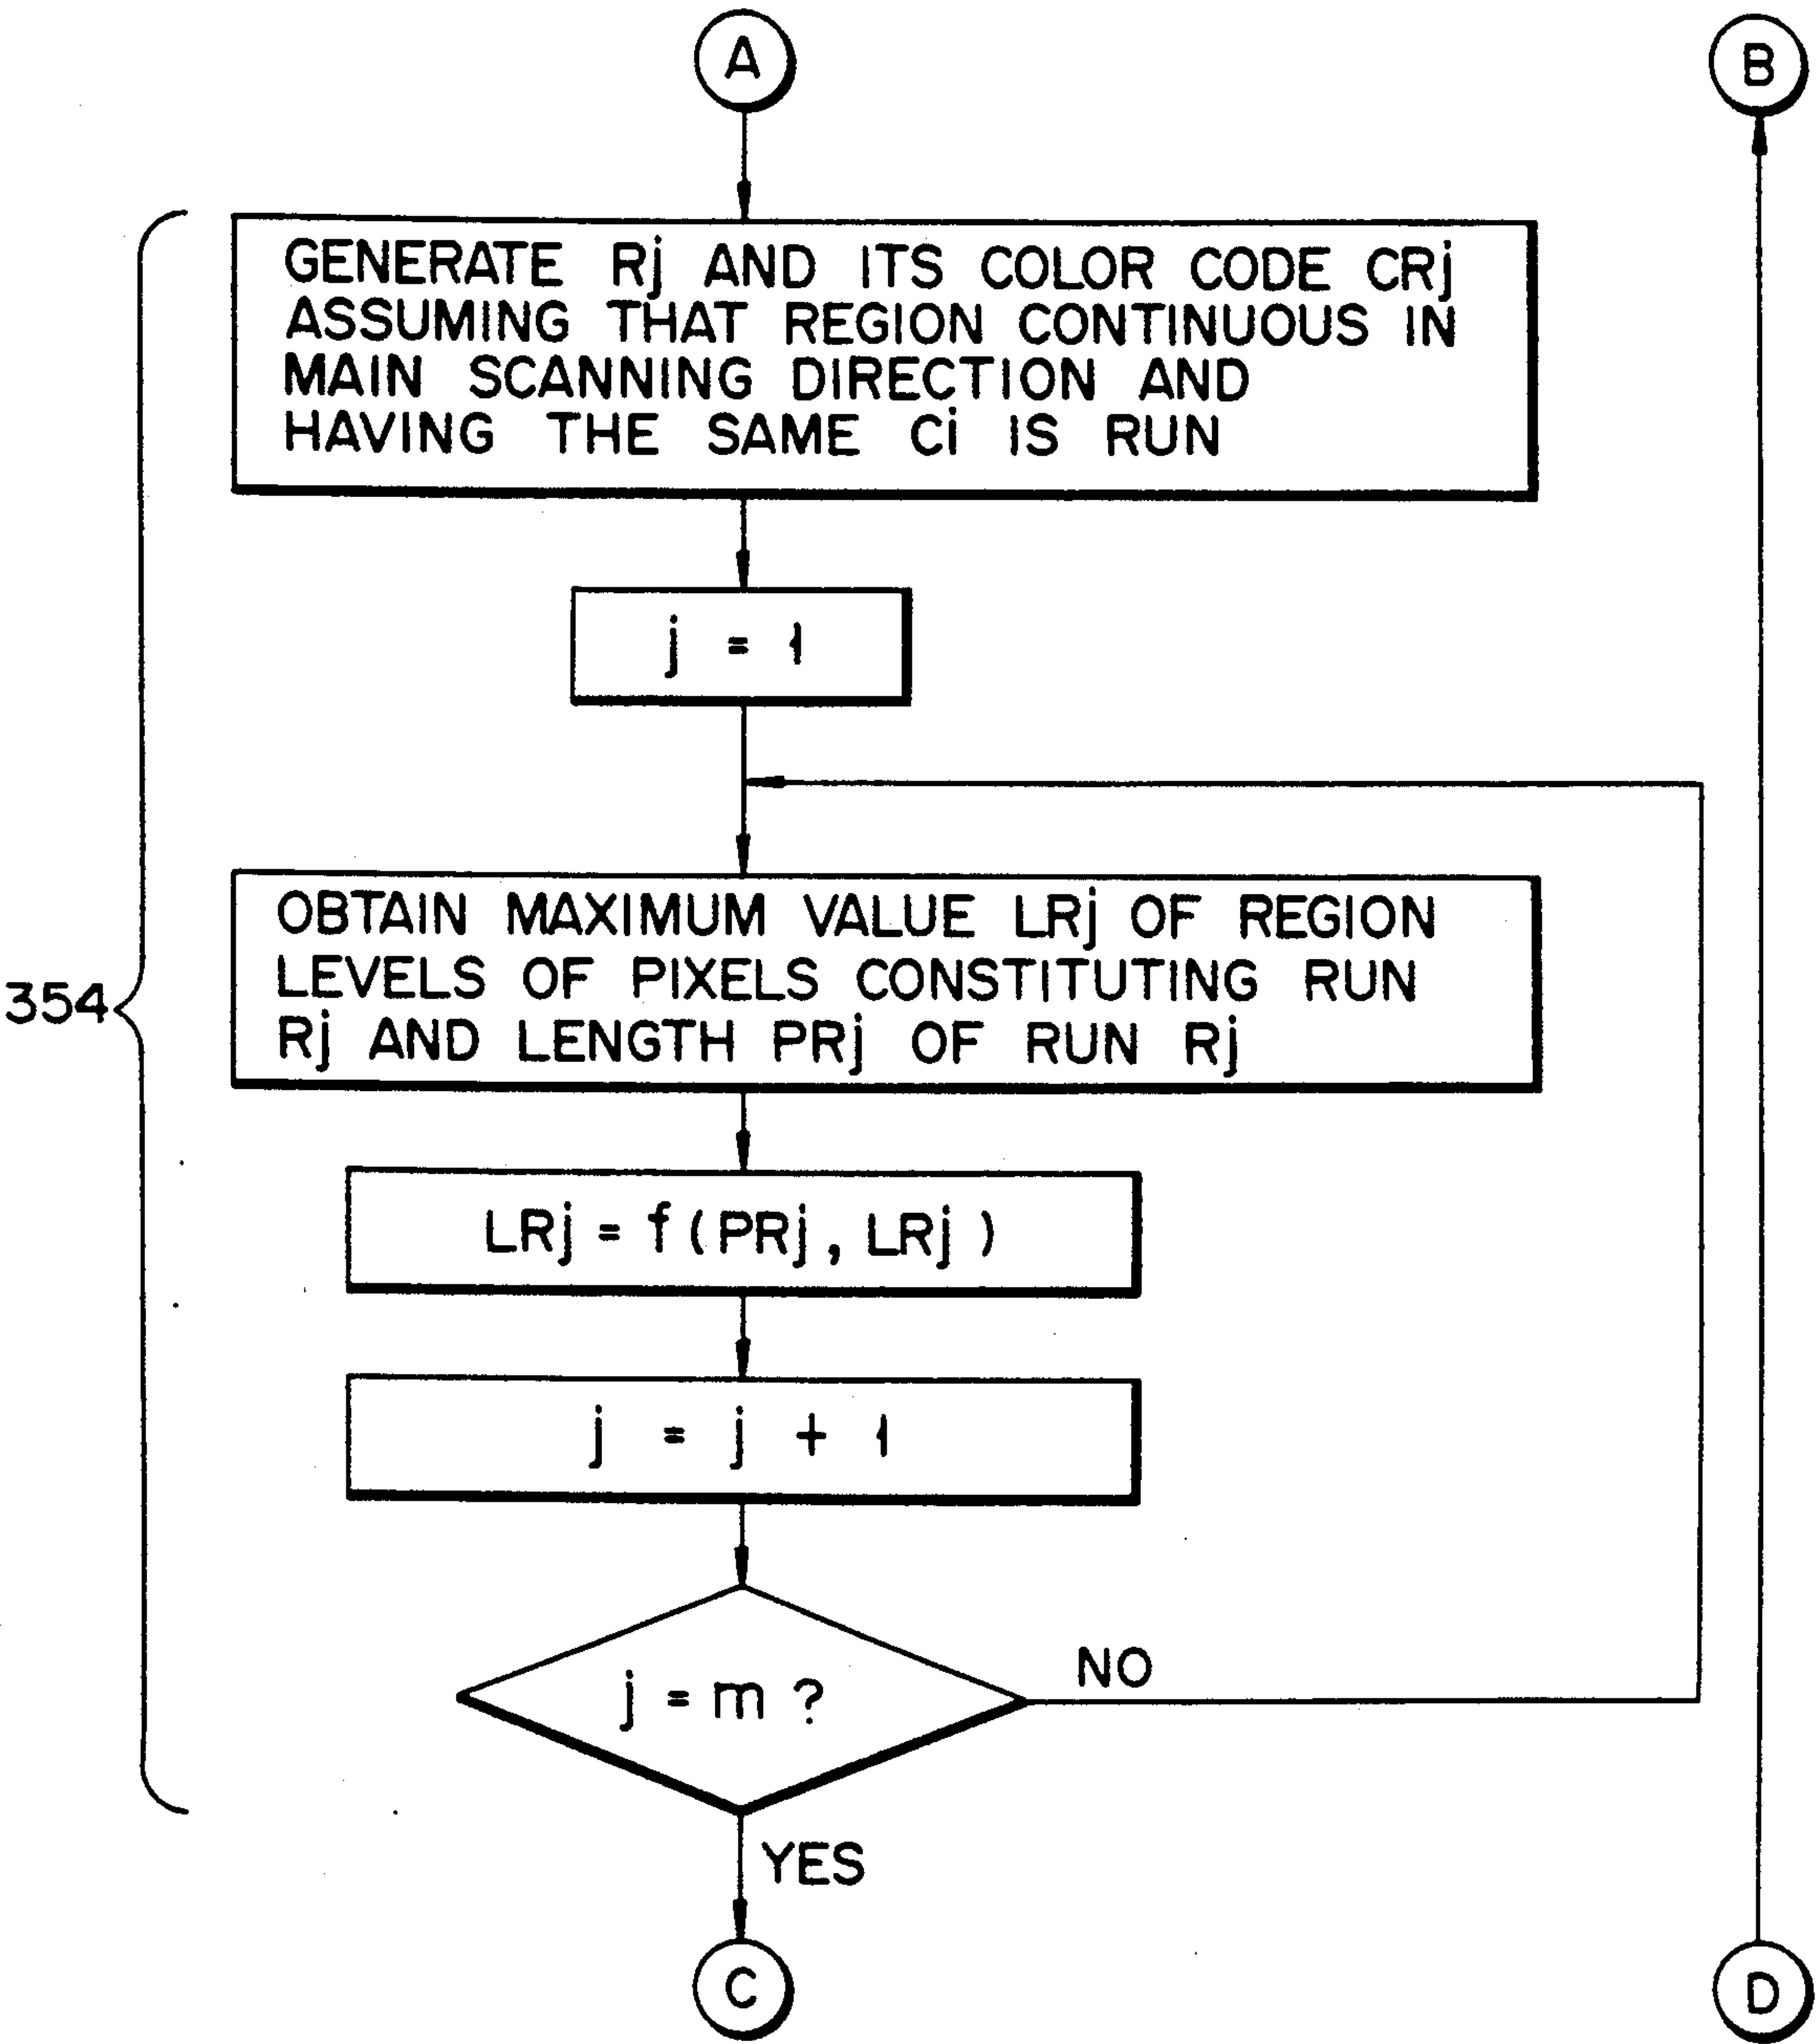 A
B
GENERATE Rj AND ITS COLOR CODE CRj
ASSUMING THAT REGION CONTINUOUS IN
MAIN SCANNING DIRECTION AND
HAVING THE SAME Ci IS RUN
j = 1
OBTAIN MAXIMUM VALUE LRj OF REGION
LEVELS OF PIXELS CONSTITUTING RUN
Rj AND LENGTH PRj OF RUN Rj
354
LRj = f ( PRj , LRj )
j = j + 1
j = m ?
NO
YES
C
D